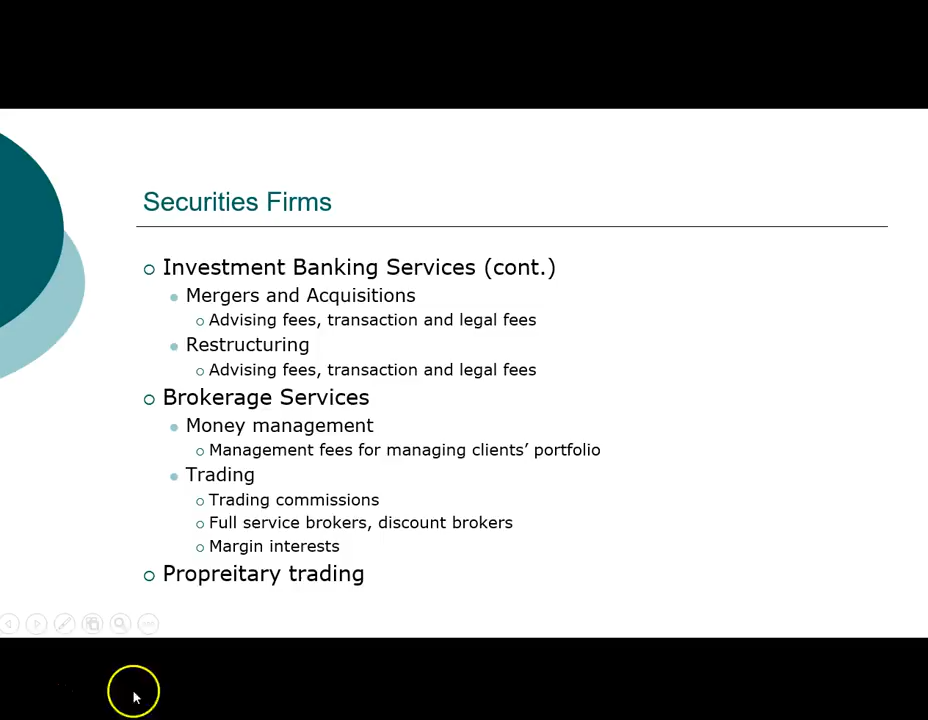 Securities Firms
Investment Banking Services (cont.)
Mergers and Acquisitions
Advising fees, transaction and legal fees
Restructuring
Advising fees, transaction and legal fees
Brokerage Services
Money management
Management fees for managing clients’ portfolio
Trading
Trading commissions
Full service brokers, discount brokers
Margin interests
Propreitary trading